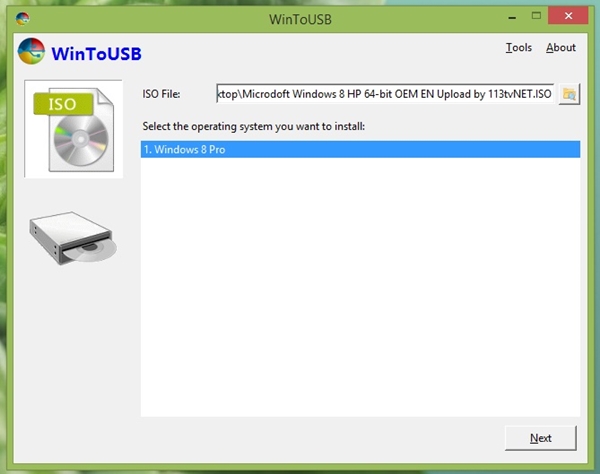 WinToUSB
WinToUSB
Tools About
ISO File: ktop\Microdoft Windows 8 HP 64-bit OEM EN Upload by 113tvNET.ISO
ISO
Select the operating system you want to install:
1. Windows 8 Pro
Next